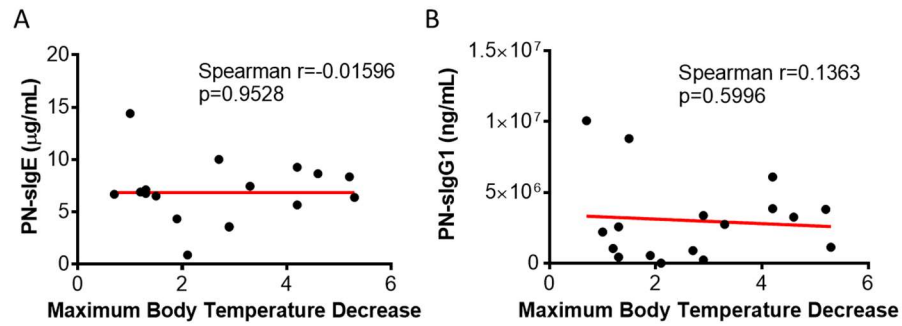 A
20
15
10
5
0
PN-sIgE (μg/mL)
Spearman r=-0.01596
p=0.9528
0 2 4 6
Maximum Body Temperature Decrease
B
1.5×10⁷
1×10⁷
5×10⁶
0
PN-sIgG1 (ng/mL)
Spearman r=0.1363
p=0.5996
0 2 4 6
Maximum Body Temperature Decrease